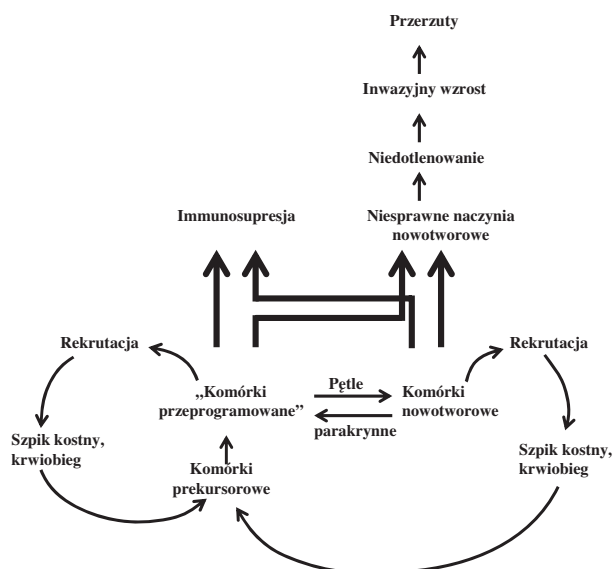 Przerzuty
Inwazyjny wzrost
Niedotlenowanie
Immunosupresja
Niesprawne naczynia
nowotworowe
Rekrutacja
Rekrutacja
„Komórki
przeprogramowane”
Pętle
parakrynne
Komórki
nowotworowe
Szpik kostny,
krwiobieg
Komórki
prekursorowe
Szpik kostny,
krwiobieg